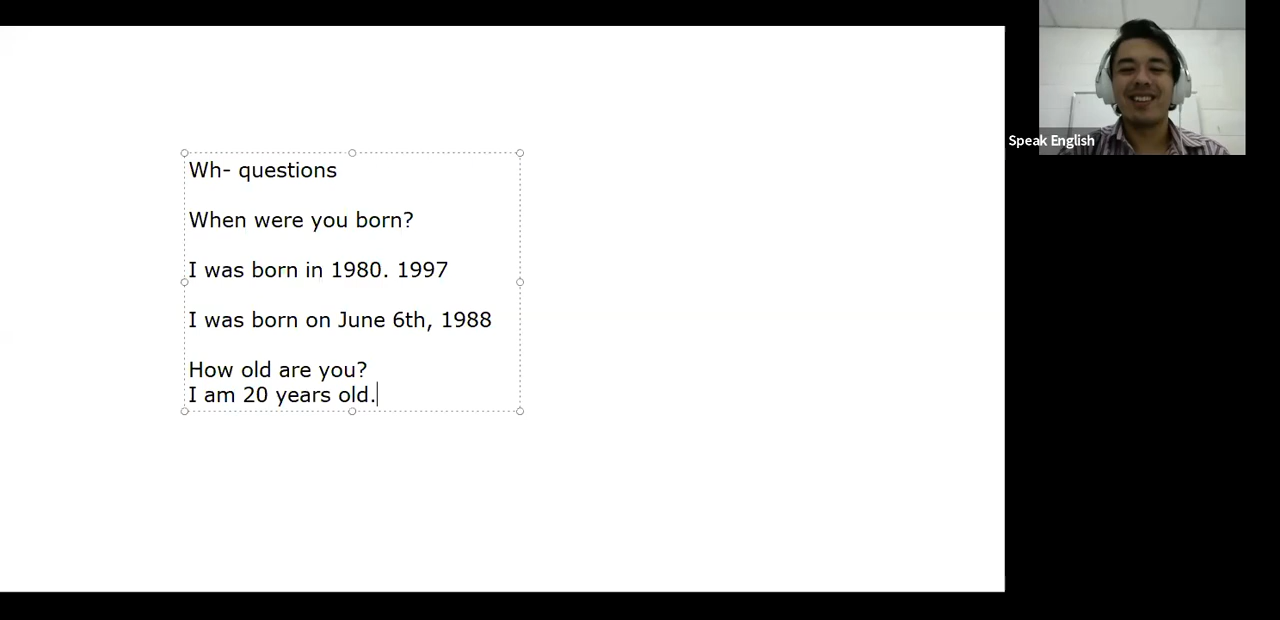 Wh- questions
When were you born?
I was born in 1980. 1997
I was born on June 6th, 1988
How old are you?
I am 20 years old.
Speak English